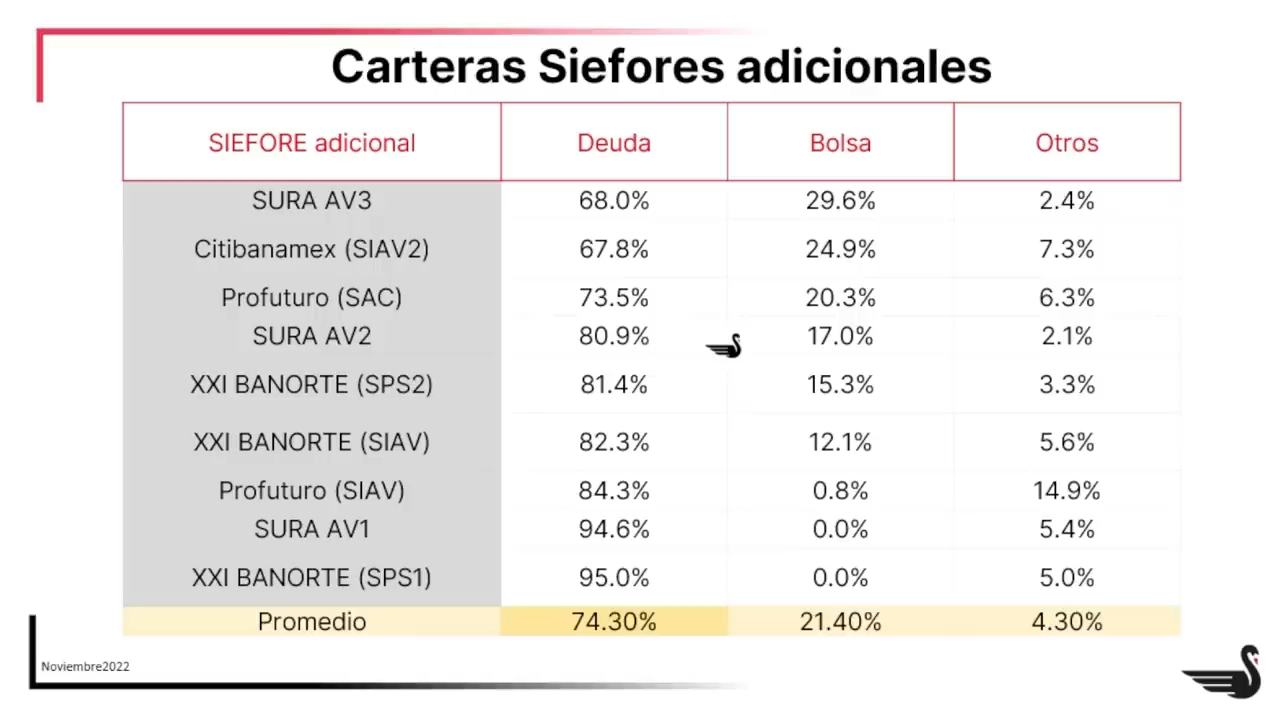 Carteras Siefores adicionales
SIEFORE adicional Deuda Bolsa Otros
SURA AV3 68.0% 29.6% 2.4%
Citibanamex (SIAV2) 67.8% 24.9% 7.3%
Profuturo (SAC) 73.5% 20.3% 6.3%
SURA AV2 80.9% 17.0% 2.1%
XXI BANORTE (SPS2) 81.4% 15.3% 3.3%
XXI BANORTE (SIAV) 82.3% 12.1% 5.6%
Profuturo (SIAV) 84.3% 0.8% 14.9%
SURA AV1 94.6% 0.0% 5.4%
XXI BANORTE (SPS1) 95.0% 0.0% 5.0%
Promedio 74.30% 21.40% 4.30%
Noviembre2022